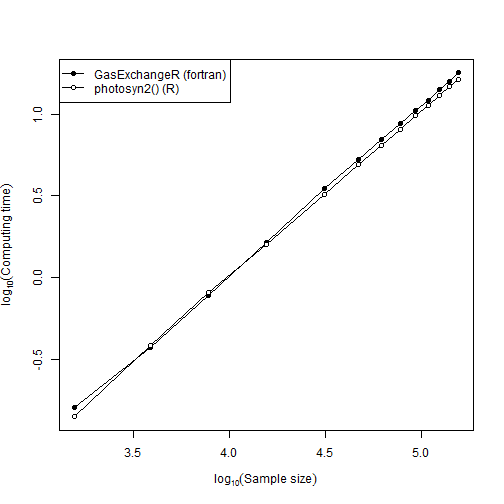 GasExchangeR (fortran)
photosyn2() (R)
log10(Computing time)
1.0
0.5
0.0
-0.5
3.5 4.0 4.5 5.0
log10(Sample size)